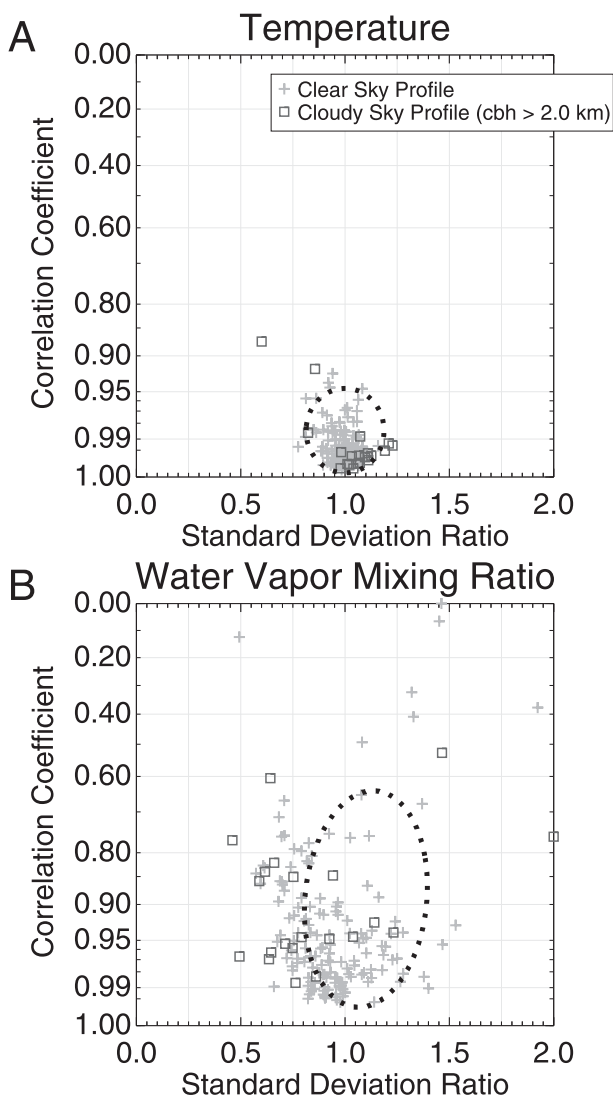 A
Temperature
0.00
Clear Sky Profile
Cloudy Sky Profile (cbh > 2.0 km)
0.20
0.40
0.60
0.80
0.90
0.95
0.99
1.00
Correlation Coefficient
0.0 0.5 1.0 1.5 2.0
Standard Deviation Ratio
B
Water Vapor Mixing Ratio
0.00
0.20
0.40
0.60
0.80
0.90
0.95
0.99
1.00
Correlation Coefficient
0.0 0.5 1.0 1.5 2.0
Standard Deviation Ratio